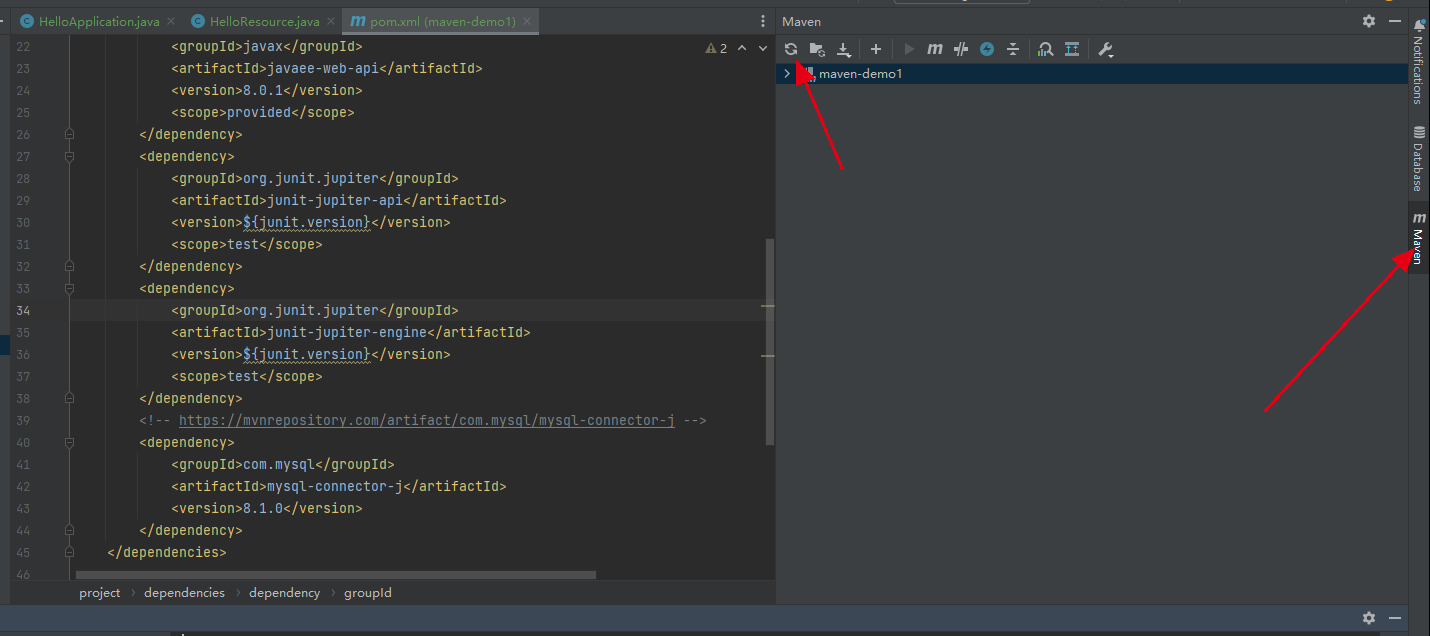 HelloApplication.java
HelloResource.java
pom.xml (maven-demo1)
Maven
22 <groupId>javax</groupId>
23 <artifactId>javaee-web-api</artifactId>
24 <version>8.0.1</version>
25 <scope>provided</scope>
26 </dependency>
27 <dependency>
28 <groupId>org.junit.jupiter</groupId>
29 <artifactId>junit-jupiter-api</artifactId>
30 <version>${junit.version}</version>
31 <scope>test</scope>
32 </dependency>
33 <dependency>
34 <groupId>org.junit.jupiter</groupId>
35 <artifactId>junit-jupiter-engine</artifactId>
36 <version>${junit.version}</version>
37 <scope>test</scope>
38 </dependency>
39 <!-- https://mvnrepository.com/artifact/com.mysql/mysql-connector-j -->
40 <dependency>
41 <groupId>com.mysql</groupId>
42 <artifactId>mysql-connector-j</artifactId>
43 <version>8.1.0</version>
44 </dependency>
45 </dependencies>
46
2
project > dependencies > dependency > groupId
maven-demo1
Notifications
Database
Maven